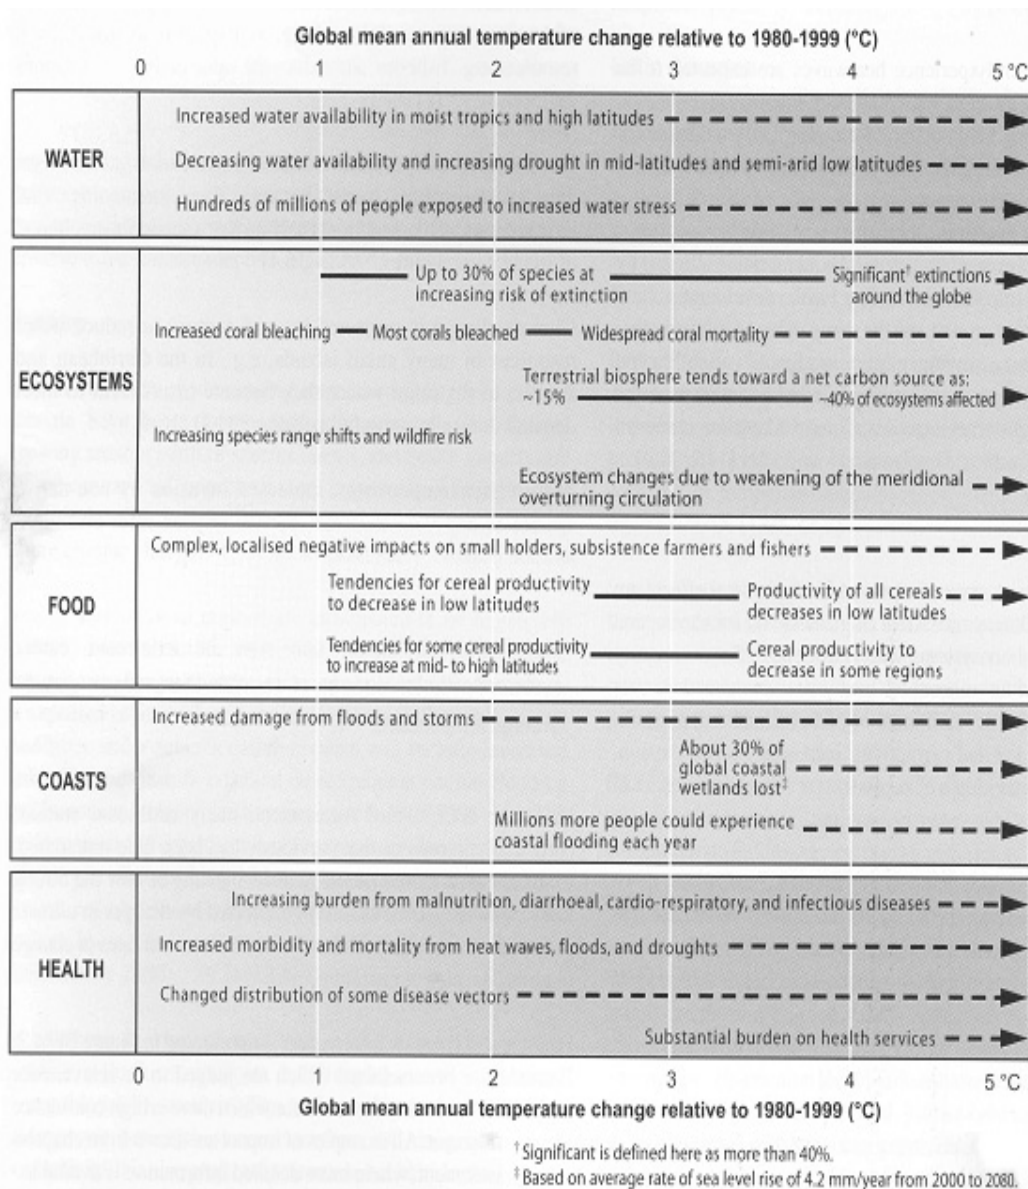 Global mean annual temperature change relative to 1980-1999 (°C)
0 1 2 3 4 5 °C
WATER
Increased water availability in moist tropics and high latitudes
Decreasing water availability and increasing drought in mid-latitudes and semi-arid low latitudes
Hundreds of millions of people exposed to increased water stress
ECOSYSTEMS
Up to 30% of species at
increasing risk of extinction
Significant† extinctions
around the globe
Increased coral bleaching Most corals bleached Widespread coral mortality
Terrestrial biosphere tends toward a net carbon source as:
~15% ~40% of ecosystems affected
Increasing species range shifts and wildfire risk
Ecosystem changes due to weakening of the meridional
overturning circulation
FOOD
Complex, localised negative impacts on small holders, subsistence farmers and fishers
Tendencies for cereal productivity
to decrease in low latitudes
Productivity of all cereals
decreases in low latitudes
Tendencies for some cereal productivity
to increase at mid- to high latitudes
Cereal productivity to
decrease in some regions
COASTS
Increased damage from floods and storms
About 30% of
global coastal
wetlands lost‡
Millions more people could experience
coastal flooding each year
HEALTH
Increasing burden from malnutrition, diarrhoeal, cardio-respiratory, and infectious diseases
Increased morbidity and mortality from heat waves, floods, and droughts
Changed distribution of some disease vectors
Substantial burden on health services
0 1 2 3 4 5 °C
Global mean annual temperature change relative to 1980-1999 (°C)
† Significant is defined here as more than 40%.
‡ Based on average rate of sea level rise of 4.2 mm/year from 2000 to 2080.